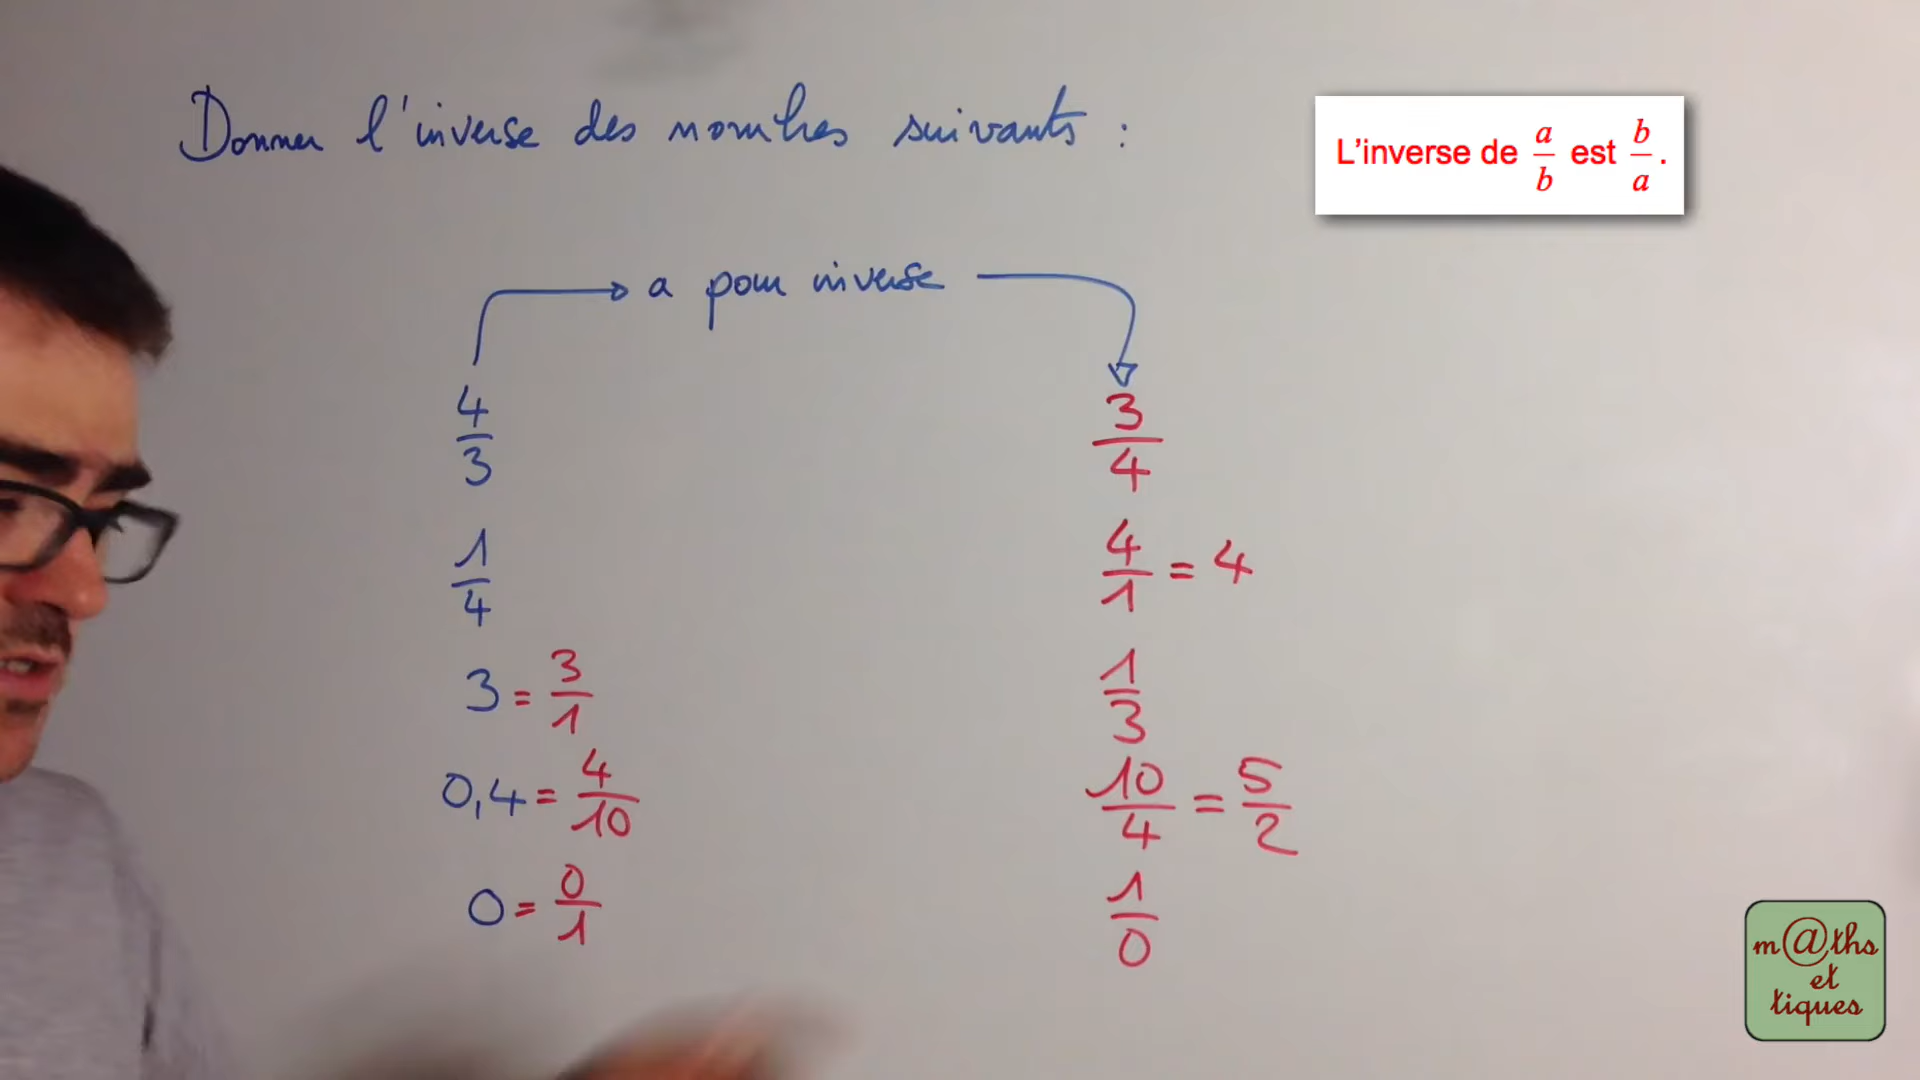 Donner l'inverse des nombres suivants :
L'inverse de a/b est b/a.
a pour inverse
4/3 3/4
1/4 4/1 = 4
3 = 3/1 1/3
0,4 = 4/10 10/4 = 5/2
0 = 0/1 1/0
m@ths
et
tiques